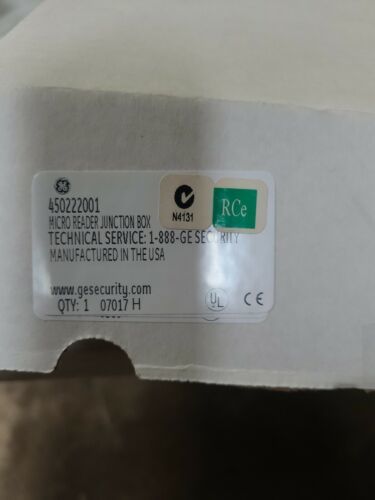 450222001
MICRO READER JUNCTION BOX
TECHNICAL SERVICE: 1-888-GE SECURITY
MANUFACTURED IN THE USA
N4131
RCe
www.gesecurity.com
QTY: 1 07017 H
UL
CE